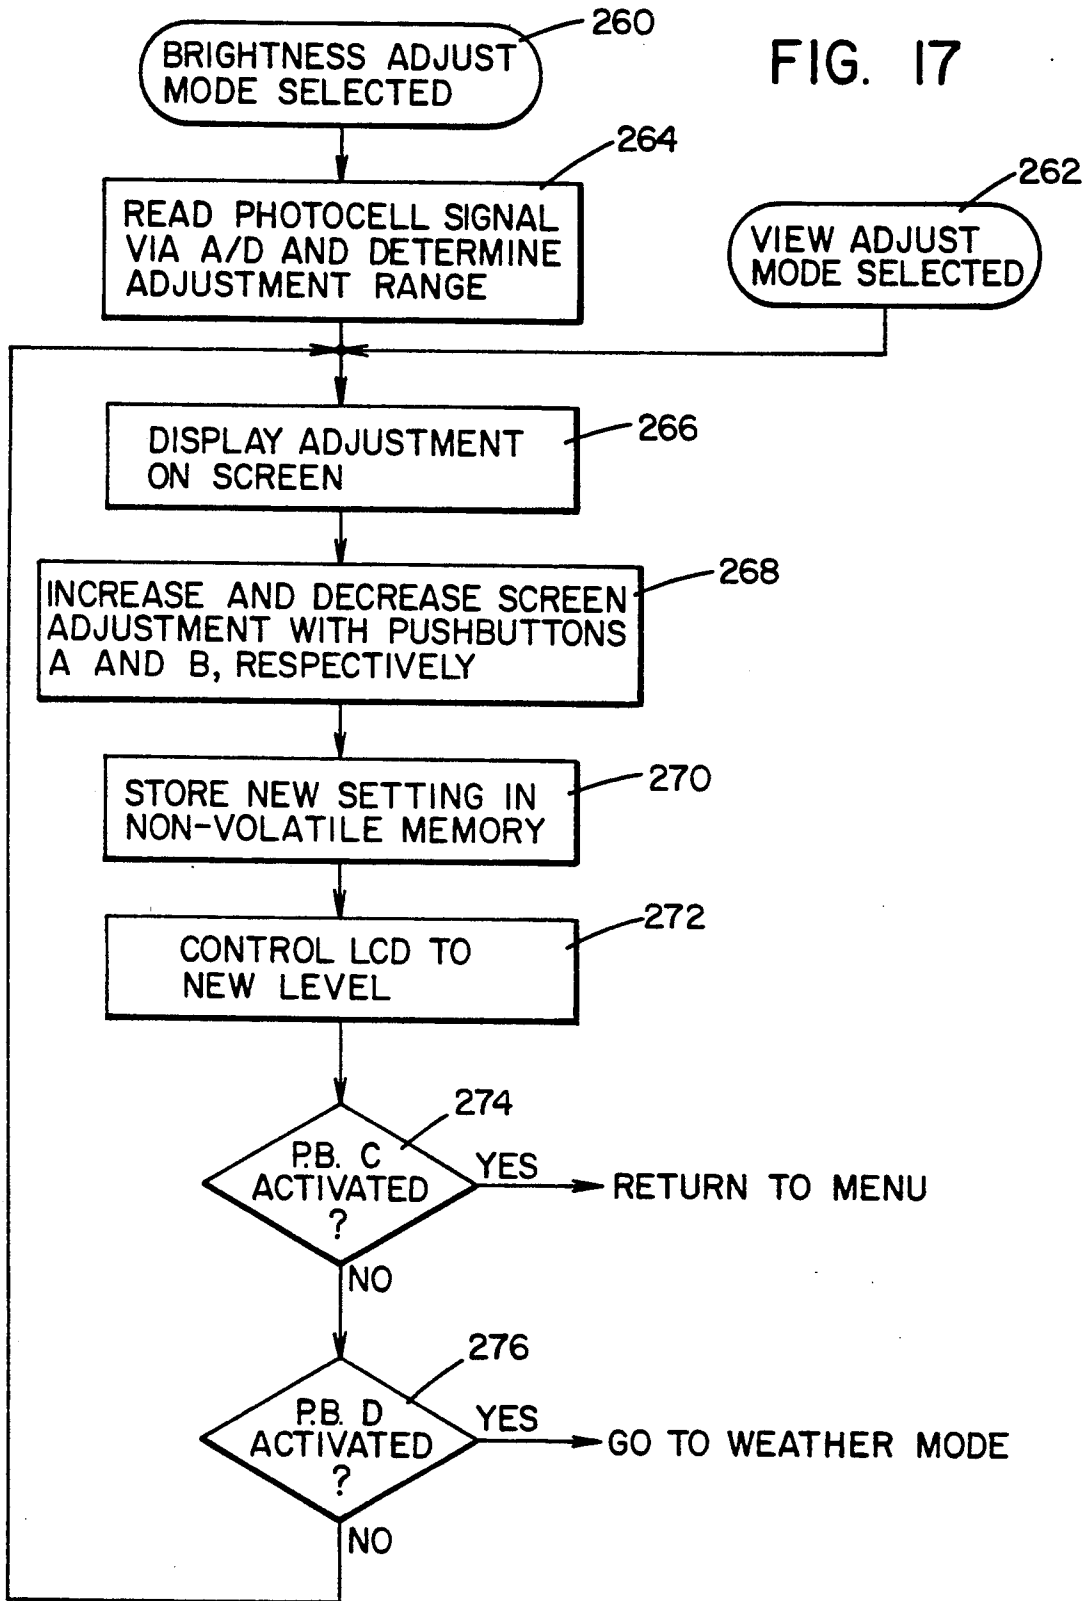 260
BRIGHTNESS ADJUST
MODE SELECTED
FIG. 17
264
READ PHOTOCELL SIGNAL
VIA A/D AND DETERMINE
ADJUSTMENT RANGE
262
VIEW ADJUST
MODE SELECTED
266
DISPLAY ADJUSTMENT
ON SCREEN
268
INCREASE AND DECREASE SCREEN
ADJUSTMENT WITH PUSHBUTTONS
A AND B, RESPECTIVELY
270
STORE NEW SETTING IN
NON-VOLATILE MEMORY
272
CONTROL LCD TO
NEW LEVEL
274
P.B. C
ACTIVATED
?
YES
RETURN TO MENU
NO
276
P.B. D
ACTIVATED
?
YES
GO TO WEATHER MODE
NO